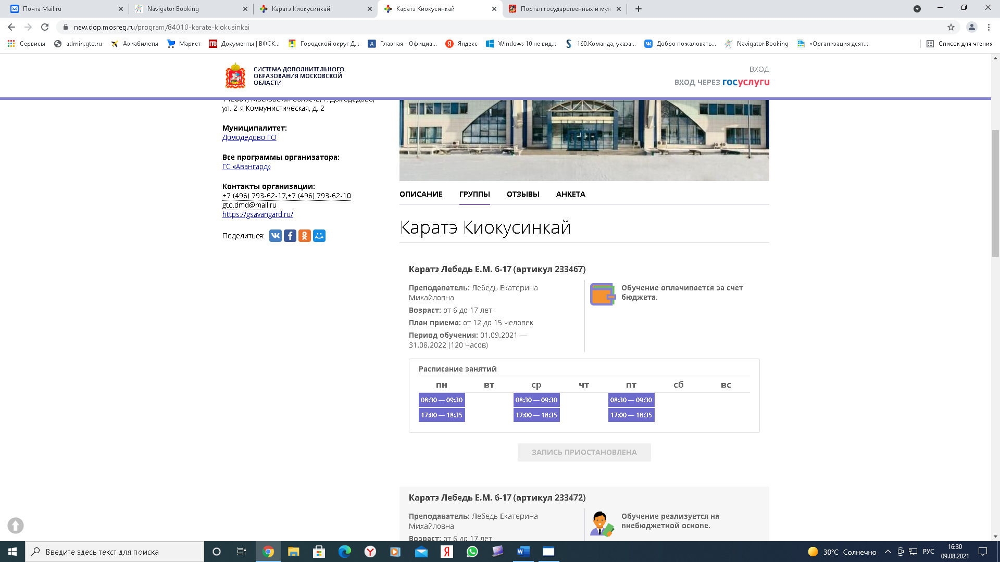 Почта Mail.ru
Navigator Booking
Каратэ Киокусинкай
Каратэ Киокусинкай
Портал государственных и мун
new.dop.mosreg.ru/program/84010-karate-kiokusinkai
Сервисы
admin.gto.ru
Авиабилеты
Маркет
Документы | ВФСК...
Городской округ Д...
Главная - Официа...
Яндекс
Windows 10 не вид...
160.Команда, указа...
Добро пожаловать...
Navigator Booking
«Организация деят...
Список для чтения
СИСТЕМА ДОПОЛНИТЕЛЬНОГО
ОБРАЗОВАНИЯ МОСКОВСКОЙ
ОБЛАСТИ
ВХОД
ВХОД ЧЕРЕЗ госуслуги
ул. 2-я Коммунистическая, д. 2
Муниципалитет:
Домодедово ГО
Все программы организатора:
ГС «Авангард»
Контакты организации:
+7 (496) 793-62-17,+7 (496) 793-62-10
gto.dmd@mail.ru
https://gsavangard.ru/
Поделиться:
ОПИСАНИЕ
ГРУППЫ
ОТЗЫВЫ
АНКЕТА
Каратэ Киокусинкай
Каратэ Лебедь Е.М. 6-17 (артикул 233467)
Преподаватель: Лебедь Екатерина
Михайловна
Возраст: от 6 до 17 лет
План приема: от 12 до 15 человек
Период обучения: 01.09.2021 —
31.08.2022 (120 часов)
Обучение оплачивается за счет
бюджета.
Расписание занятий
пн вт ср чт пт сб вс
08:30 — 09:30 08:30 — 09:30 08:30 — 09:30
17:00 — 18:35 17:00 — 18:35 17:00 — 18:35
ЗАПИСЬ ПРИОСТАНОВЛЕНА
Каратэ Лебедь Е.М. 6-17 (артикул 233472)
Преподаватель: Лебедь Екатерина
Михайловна
Возраст: от 6 до 17 лет
Обучение реализуется на
внебюджетной основе.
Введите здесь текст для поиска
30°C Солнечно
РУС
16:30
09.08.2021